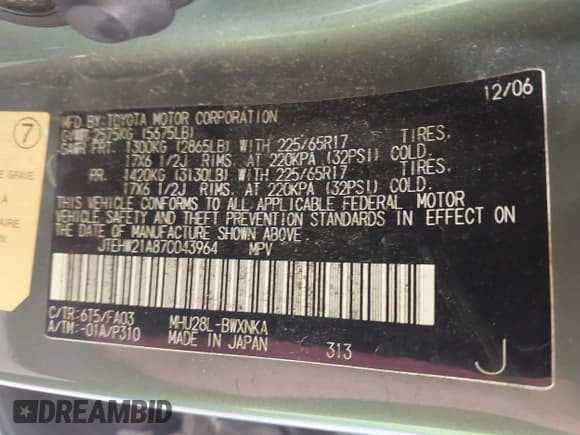 12/06
MFD BY: TOYOTA MOTOR CORPORATION
GVWR 2575KG (5675LB)
GAWR FRT. 1300KG (2865LB) WITH 225/65R17 TIRES,
17X6 1/2J RIMS, AT 220KPA (32PSI) COLD.
RR. 1420KG (3130LB) WITH 225/65R17 TIRES,
17X6 1/2J RIMS, AT 220KPA (32PSI) COLD.
THIS VEHICLE CONFORMS TO ALL APPLICABLE FEDERAL MOTOR
VEHICLE SAFETY AND THEFT PREVENTION STANDARDS IN EFFECT ON
THE DATE OF MANUFACTURE SHOWN ABOVE.
JTEHW21A870043964 MPV
C/TR: 6T5/FA03 MHU28L-BWXNKA
A/TM: -01A/P310 MADE IN JAPAN 313 J
7
E GRAVE
A
AIRE
N.
DREAMBID